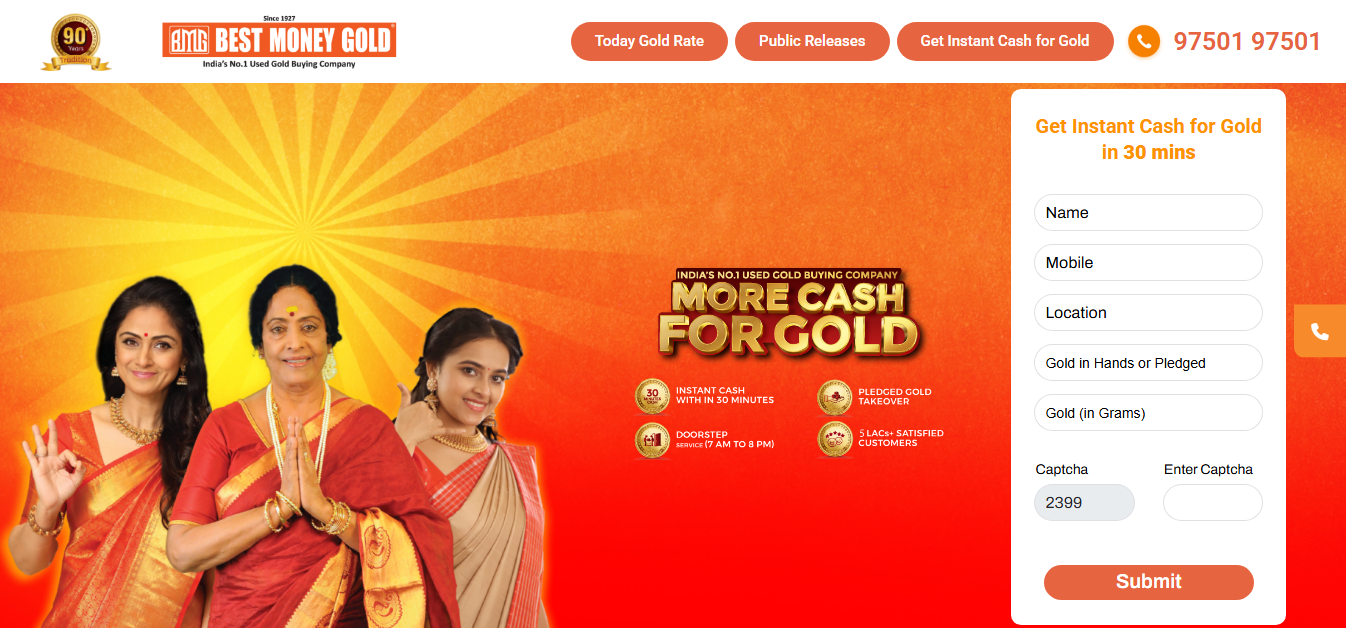 90
Years
Tradition
Since 1927
BMG BEST MONEY GOLD
India's No.1 Used Gold Buying Company
Today Gold Rate
Public Releases
Get Instant Cash for Gold
97501 97501
INDIA'S NO.1 USED GOLD BUYING COMPANY
MORE CASH
FOR GOLD
30
MINUTES
INSTANT CASH
WITH IN 30 MINUTES
PLEDGED GOLD
TAKEOVER
DOORSTEP
SERVICE (7 AM TO 8 PM)
5 LACs+ SATISFIED
CUSTOMERS
Get Instant Cash for Gold
in 30 mins
Name
Mobile
Location
Gold in Hands or Pledged
Gold (in Grams)
Captcha
Enter Captcha
2399
Submit